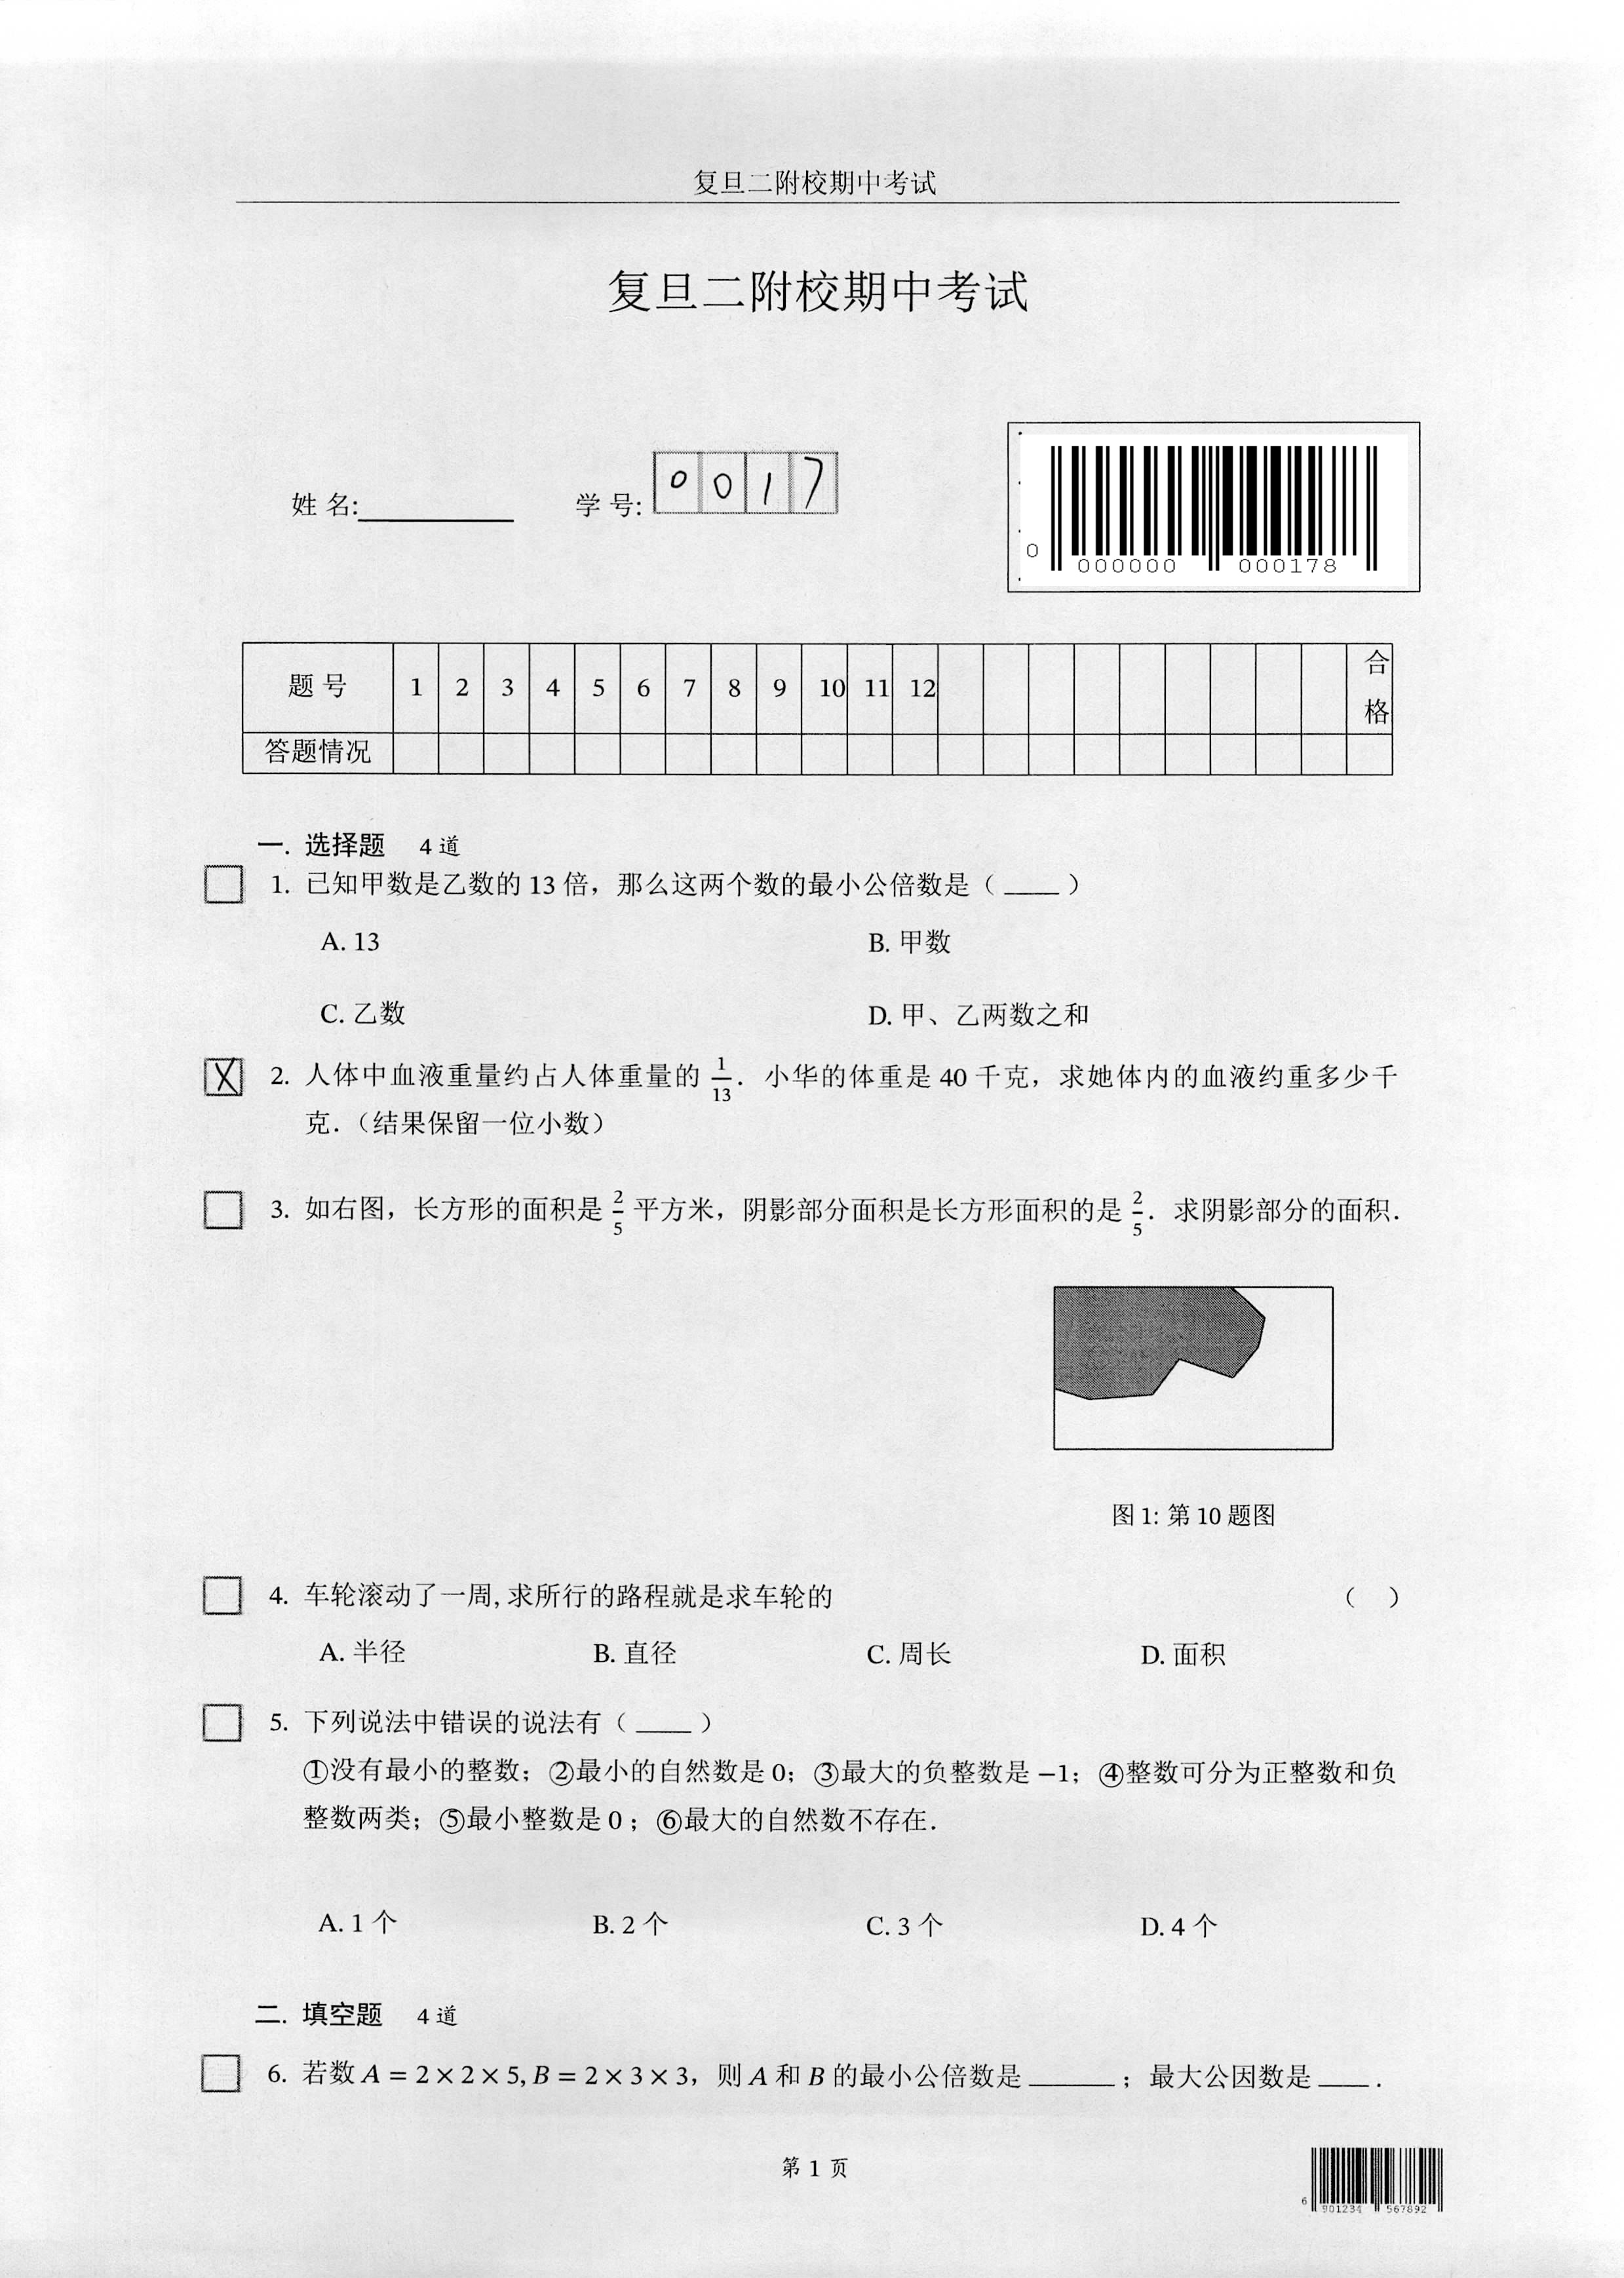 复旦二附校期中考试
复旦二附校期中考试
姓 名: 学 号: 0 0 1 7
0 000000 000178
题 号 1 2 3 4 5 6 7 8 9 10 11 12 合格
答题情况
一. 选择题 4 道
1. 已知甲数是乙数的 13 倍，那么这两个数的最小公倍数是（ ____ ）
A. 13 B. 甲数
C. 乙数 D. 甲、乙两数之和
X 2. 人体中血液重量约占人体重量的 1/13. 小华的体重是 40 千克，求她体内的血液约重多少千
克.（结果保留一位小数）
3. 如右图，长方形的面积是 2/5 平方米，阴影部分面积是长方形面积的是 2/5. 求阴影部分的面积.
图 1: 第 10 题图
4. 车轮滚动了一周, 求所行的路程就是求车轮的 （ ）
A. 半径 B. 直径 C. 周长 D. 面积
5. 下列说法中错误的说法有（ ____ ）
①没有最小的整数；②最小的自然数是 0；③最大的负整数是 −1；④整数可分为正整数和负
整数两类；⑤最小整数是 0；⑥最大的自然数不存在.
A. 1 个 B. 2 个 C. 3 个 D. 4 个
二. 填空题 4 道
6. 若数 A = 2 × 2 × 5, B = 2 × 3 × 3，则 A 和 B 的最小公倍数是 ______ ；最大公因数是 ____ .
第 1 页
6 901234 567892